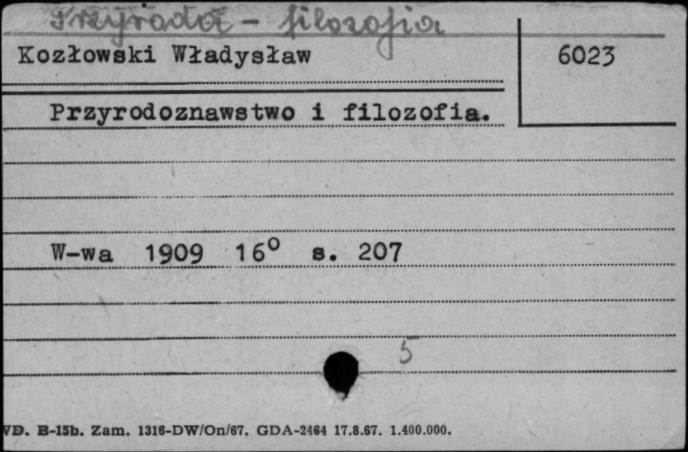 Przyroda - filozofia
Kozłowski Władysław
6023
Przyrodoznawstwo i filozofia.
W-wa 1909 16° s. 207
5
WD. B-15b. Zam. 1316-DW/On/67. GDA-2464 17.8.67. 1.400.000.